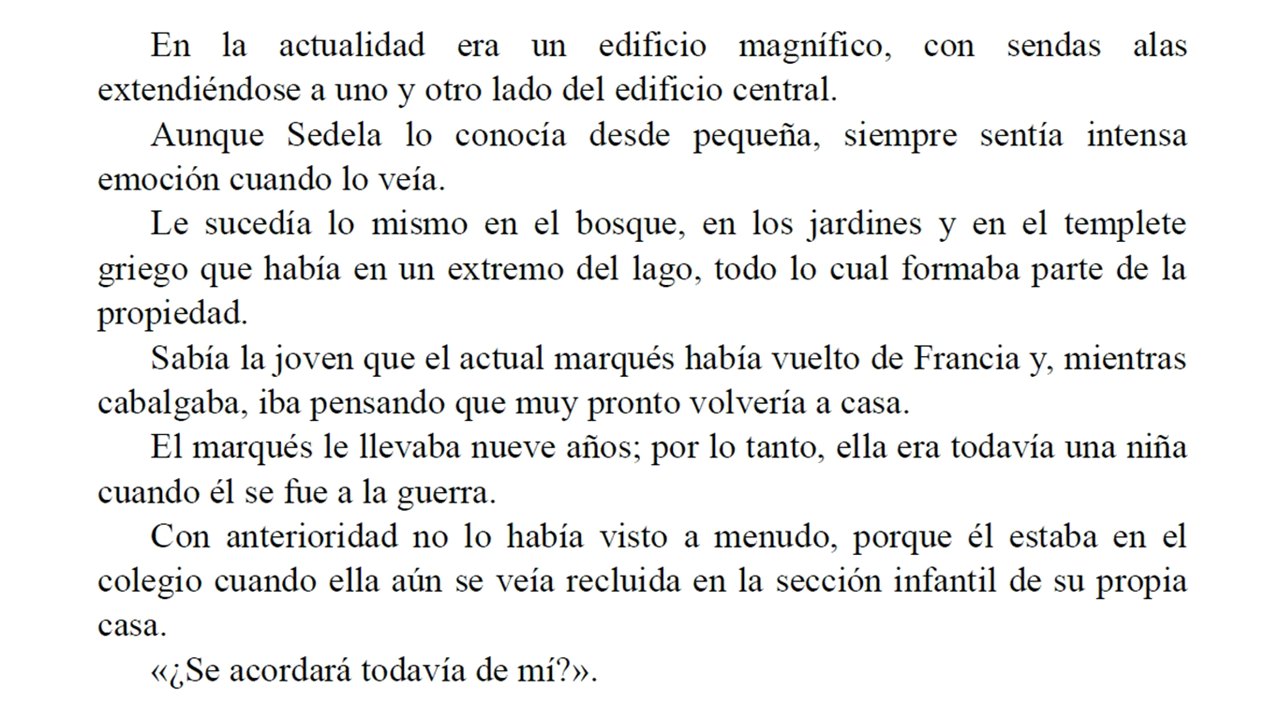 En la actualidad era un edificio magnífico, con sendas alas
extendiéndose a uno y otro lado del edificio central.
Aunque Sedela lo conocía desde pequeña, siempre sentía intensa
emoción cuando lo veía.
Le sucedía lo mismo en el bosque, en los jardines y en el templete
griego que había en un extremo del lago, todo lo cual formaba parte de la
propiedad.
Sabía la joven que el actual marqués había vuelto de Francia y, mientras
cabalgaba, iba pensando que muy pronto volvería a casa.
El marqués le llevaba nueve años; por lo tanto, ella era todavía una niña
cuando él se fue a la guerra.
Con anterioridad no lo había visto a menudo, porque él estaba en el
colegio cuando ella aún se veía recluida en la sección infantil de su propia
casa.
«¿Se acordará todavía de mí?».